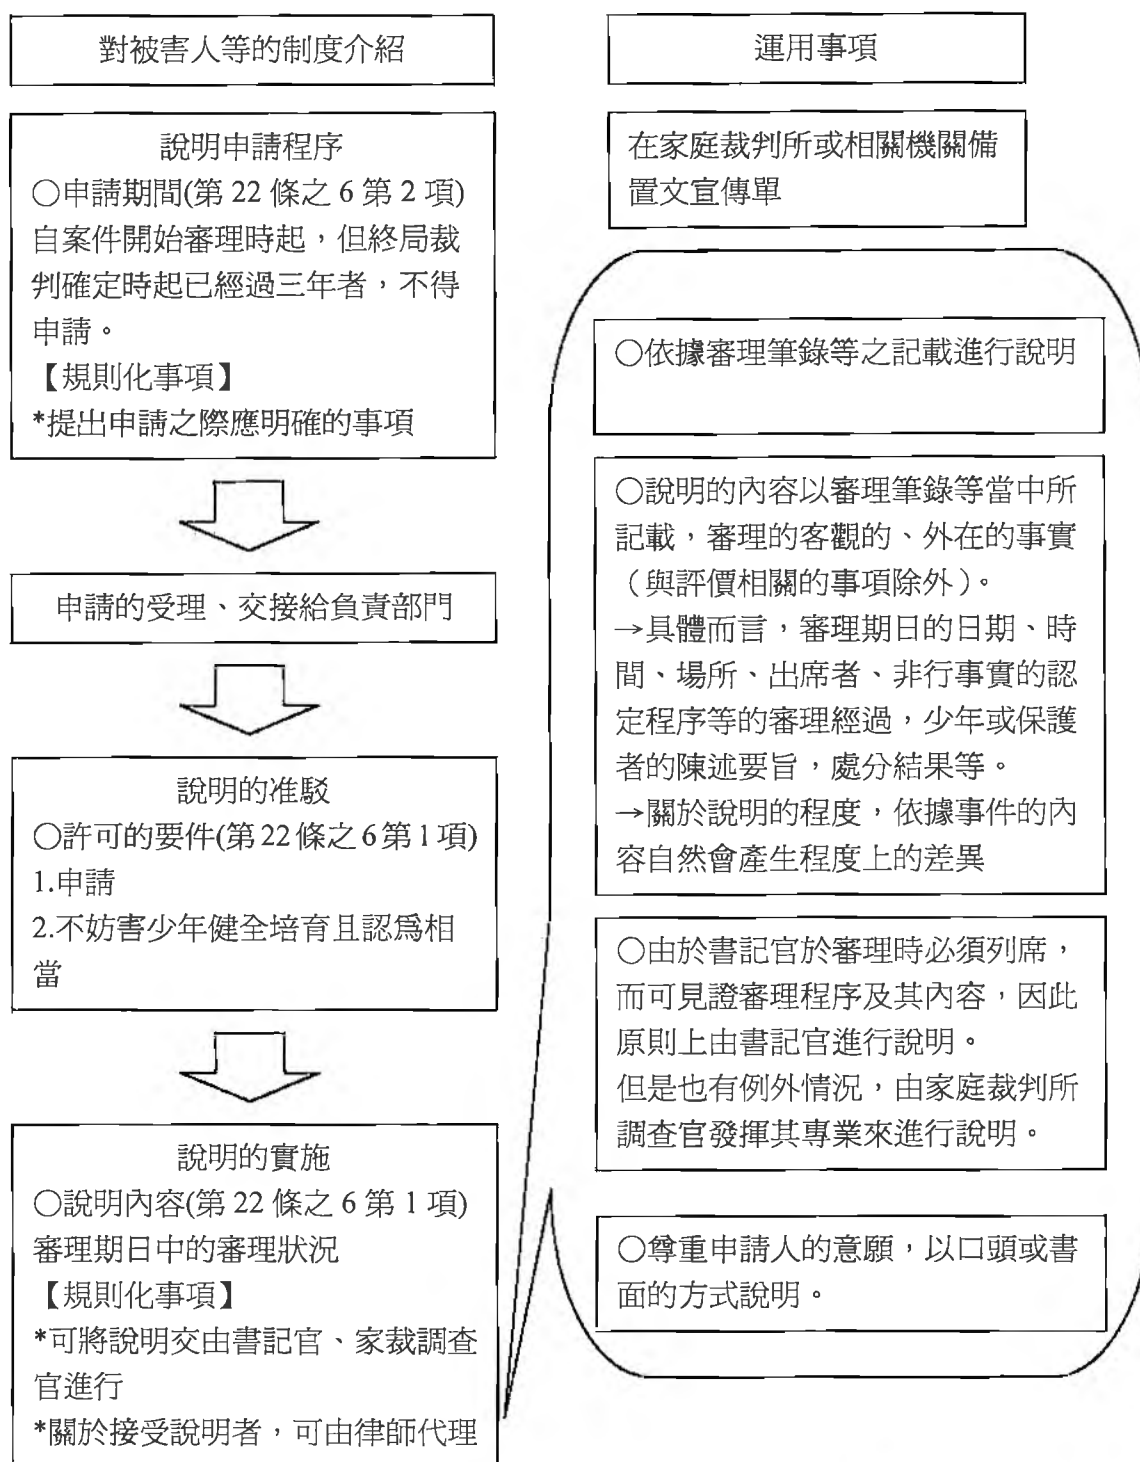 對被害人等的制度介紹
說明申請程序
○申請期間(第 22 條之 6 第 2 項)
自案件開始審理時起，但終局裁
判確定時起已經過三年者，不得
申請。
【規則化事項】
*提出申請之際應明確的事項
申請的受理、交接給負責部門
說明的准駁
○許可的要件(第 22 條之 6 第 1 項)
1.申請
2.不妨害少年健全培育且認爲相
當
說明的實施
○說明內容(第 22 條之 6 第 1 項)
審理期日中的審理狀況
【規則化事項】
*可將說明交由書記官、家裁調查
官進行
*關於接受說明者，可由律師代理
運用事項
在家庭裁判所或相關機關備
置文宣傳單
○依據審理筆錄等之記載進行說明
○說明的內容以審理筆錄等當中所
記載，審理的客觀的、外在的事實
（與評價相關的事項除外）。
→具體而言，審理期日的日期、時
間、場所、出席者、非行事實的認
定程序等的審理經過，少年或保護
者的陳述要旨，處分結果等。
→關於說明的程度，依據事件的內
容自然會產生程度上的差異
○由於書記官於審理時必須列席，
而可見證審理程序及其內容，因此
原則上由書記官進行說明。
但是也有例外情況，由家庭裁判所
調查官發揮其專業來進行說明。
○尊重申請人的意願，以口頭或書
面的方式說明。